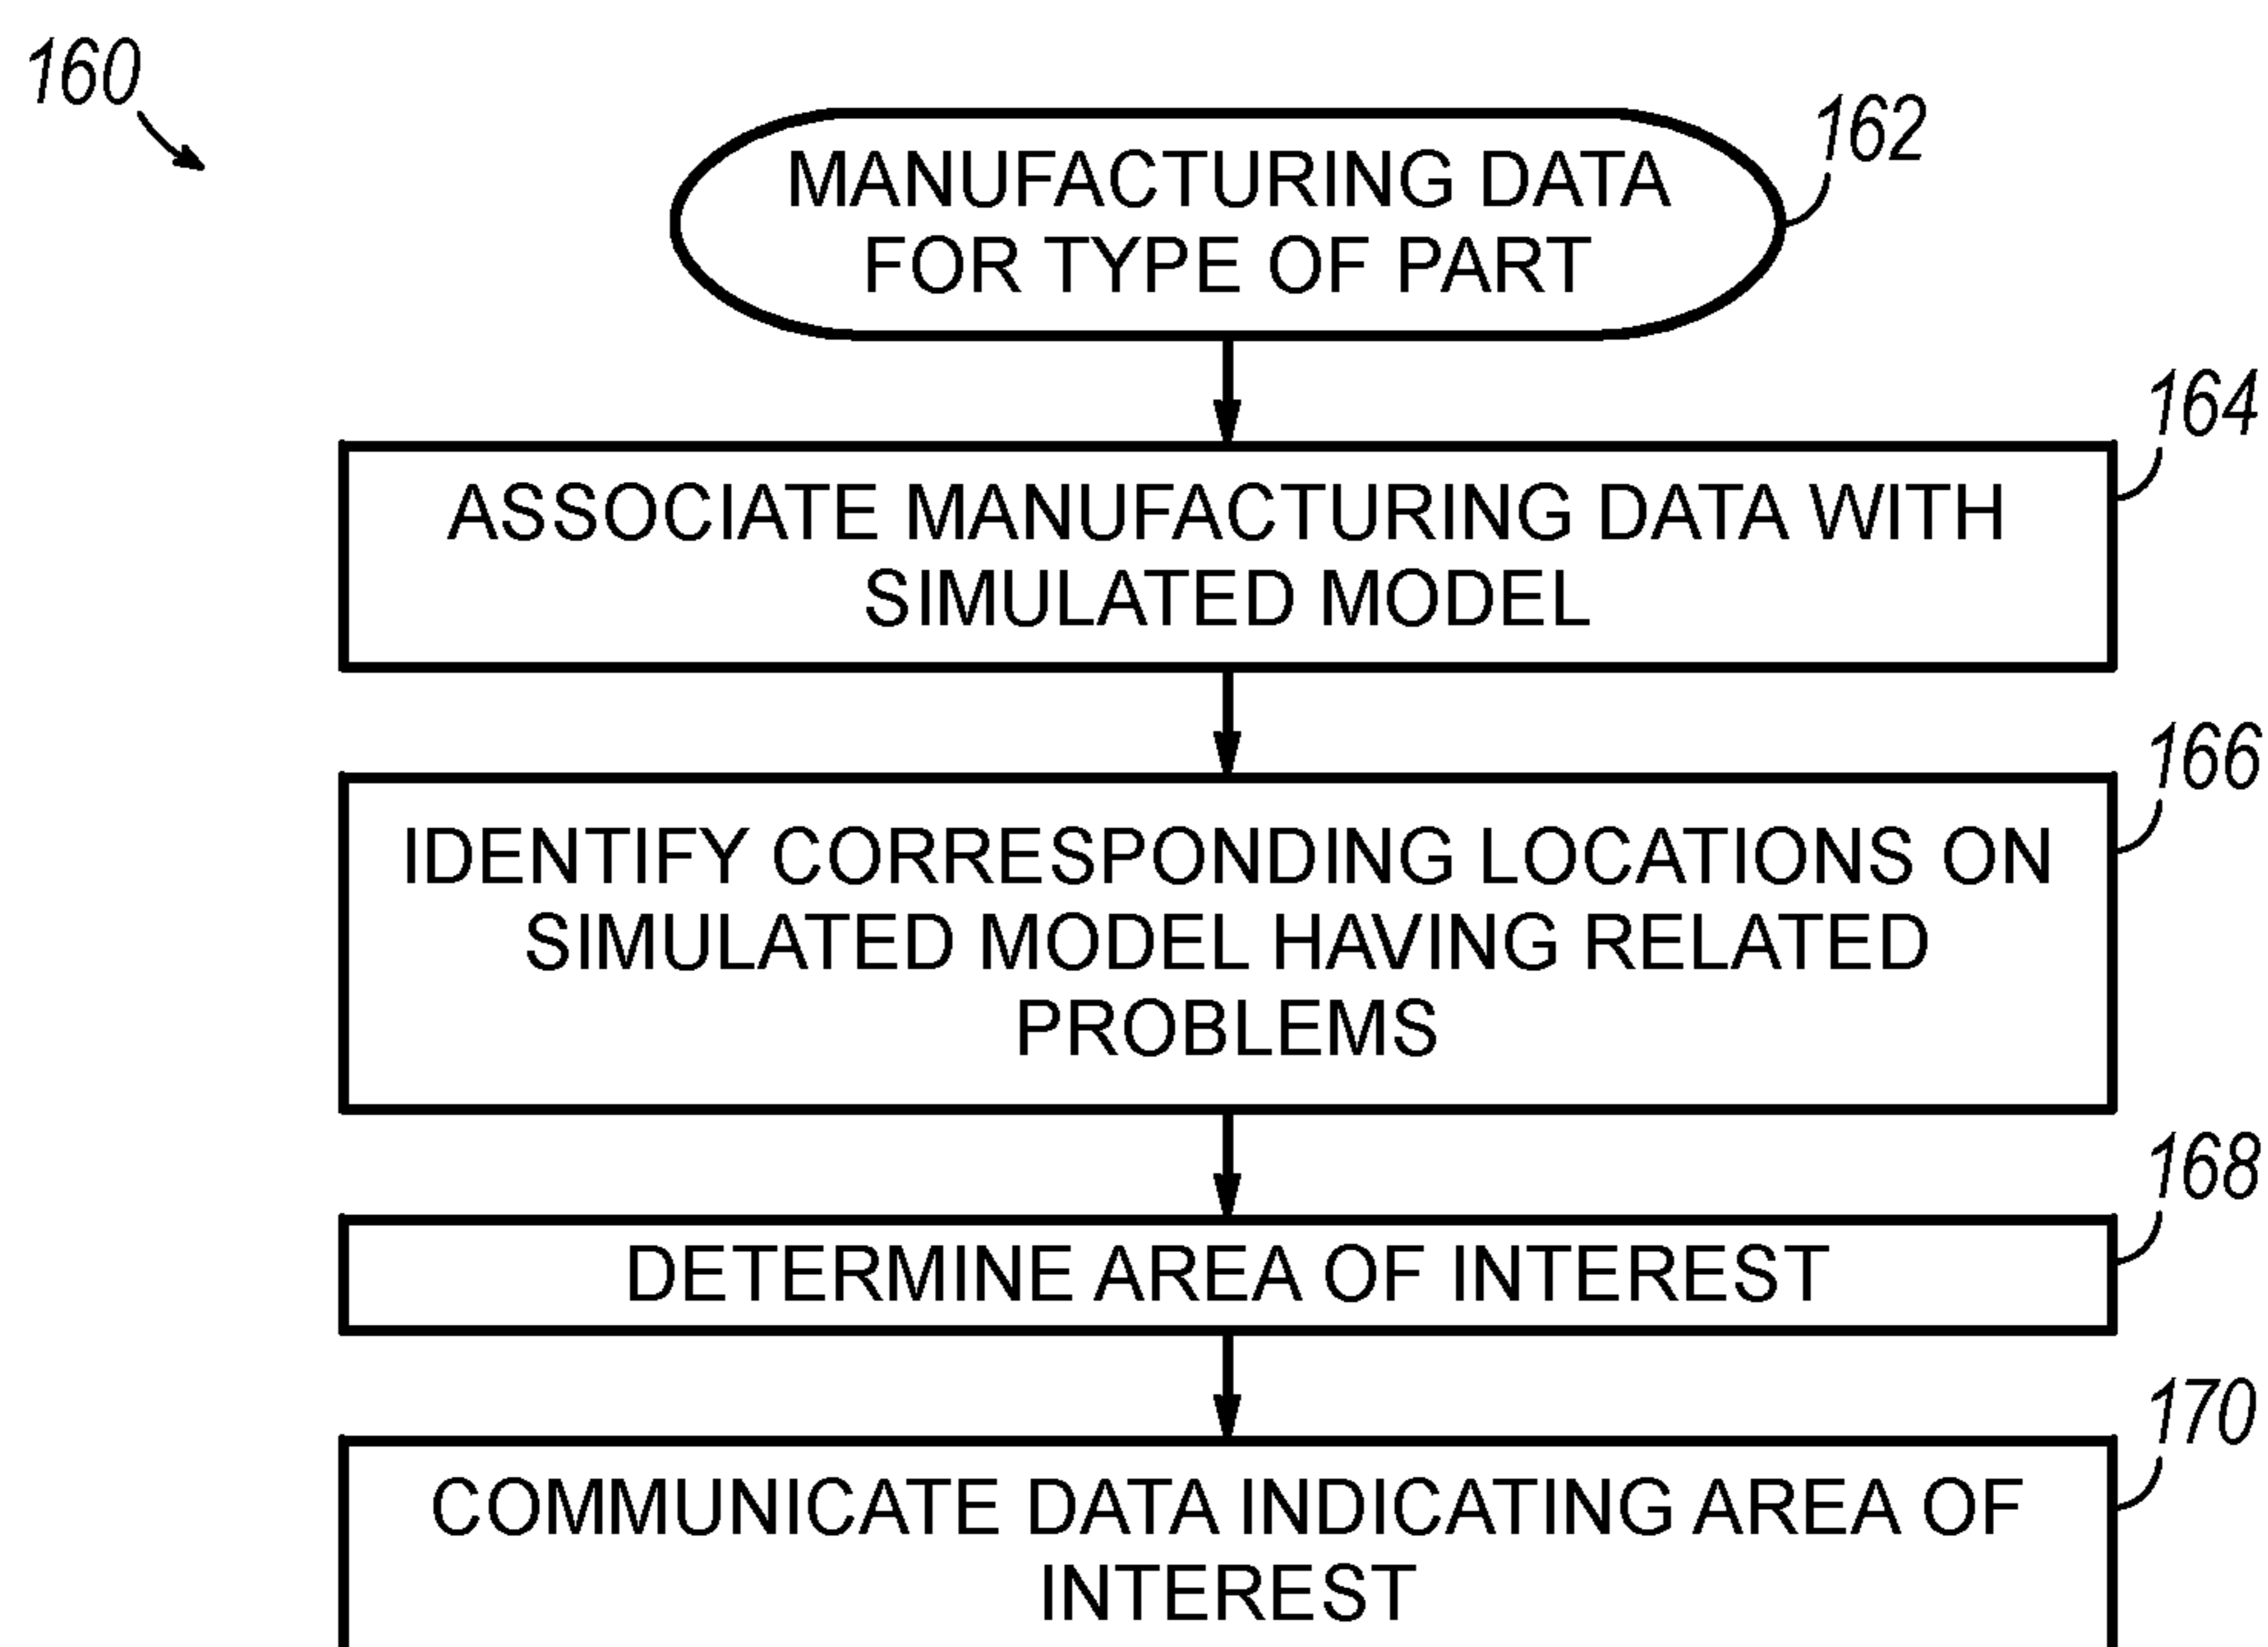 160
162
MANUFACTURING DATA
FOR TYPE OF PART
164
ASSOCIATE MANUFACTURING DATA WITH
SIMULATED MODEL
166
IDENTIFY CORRESPONDING LOCATIONS ON
SIMULATED MODEL HAVING RELATED
PROBLEMS
168
DETERMINE AREA OF INTEREST
170
COMMUNICATE DATA INDICATING AREA OF
INTEREST